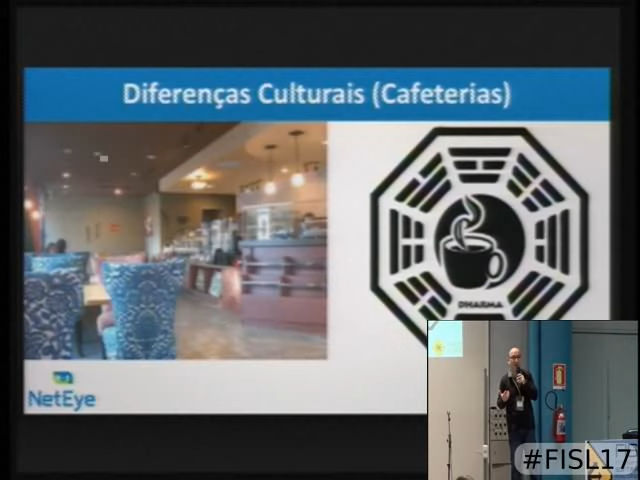 Diferenças Culturais (Cafeterias)
DHARMA
NetEye
#FISL17